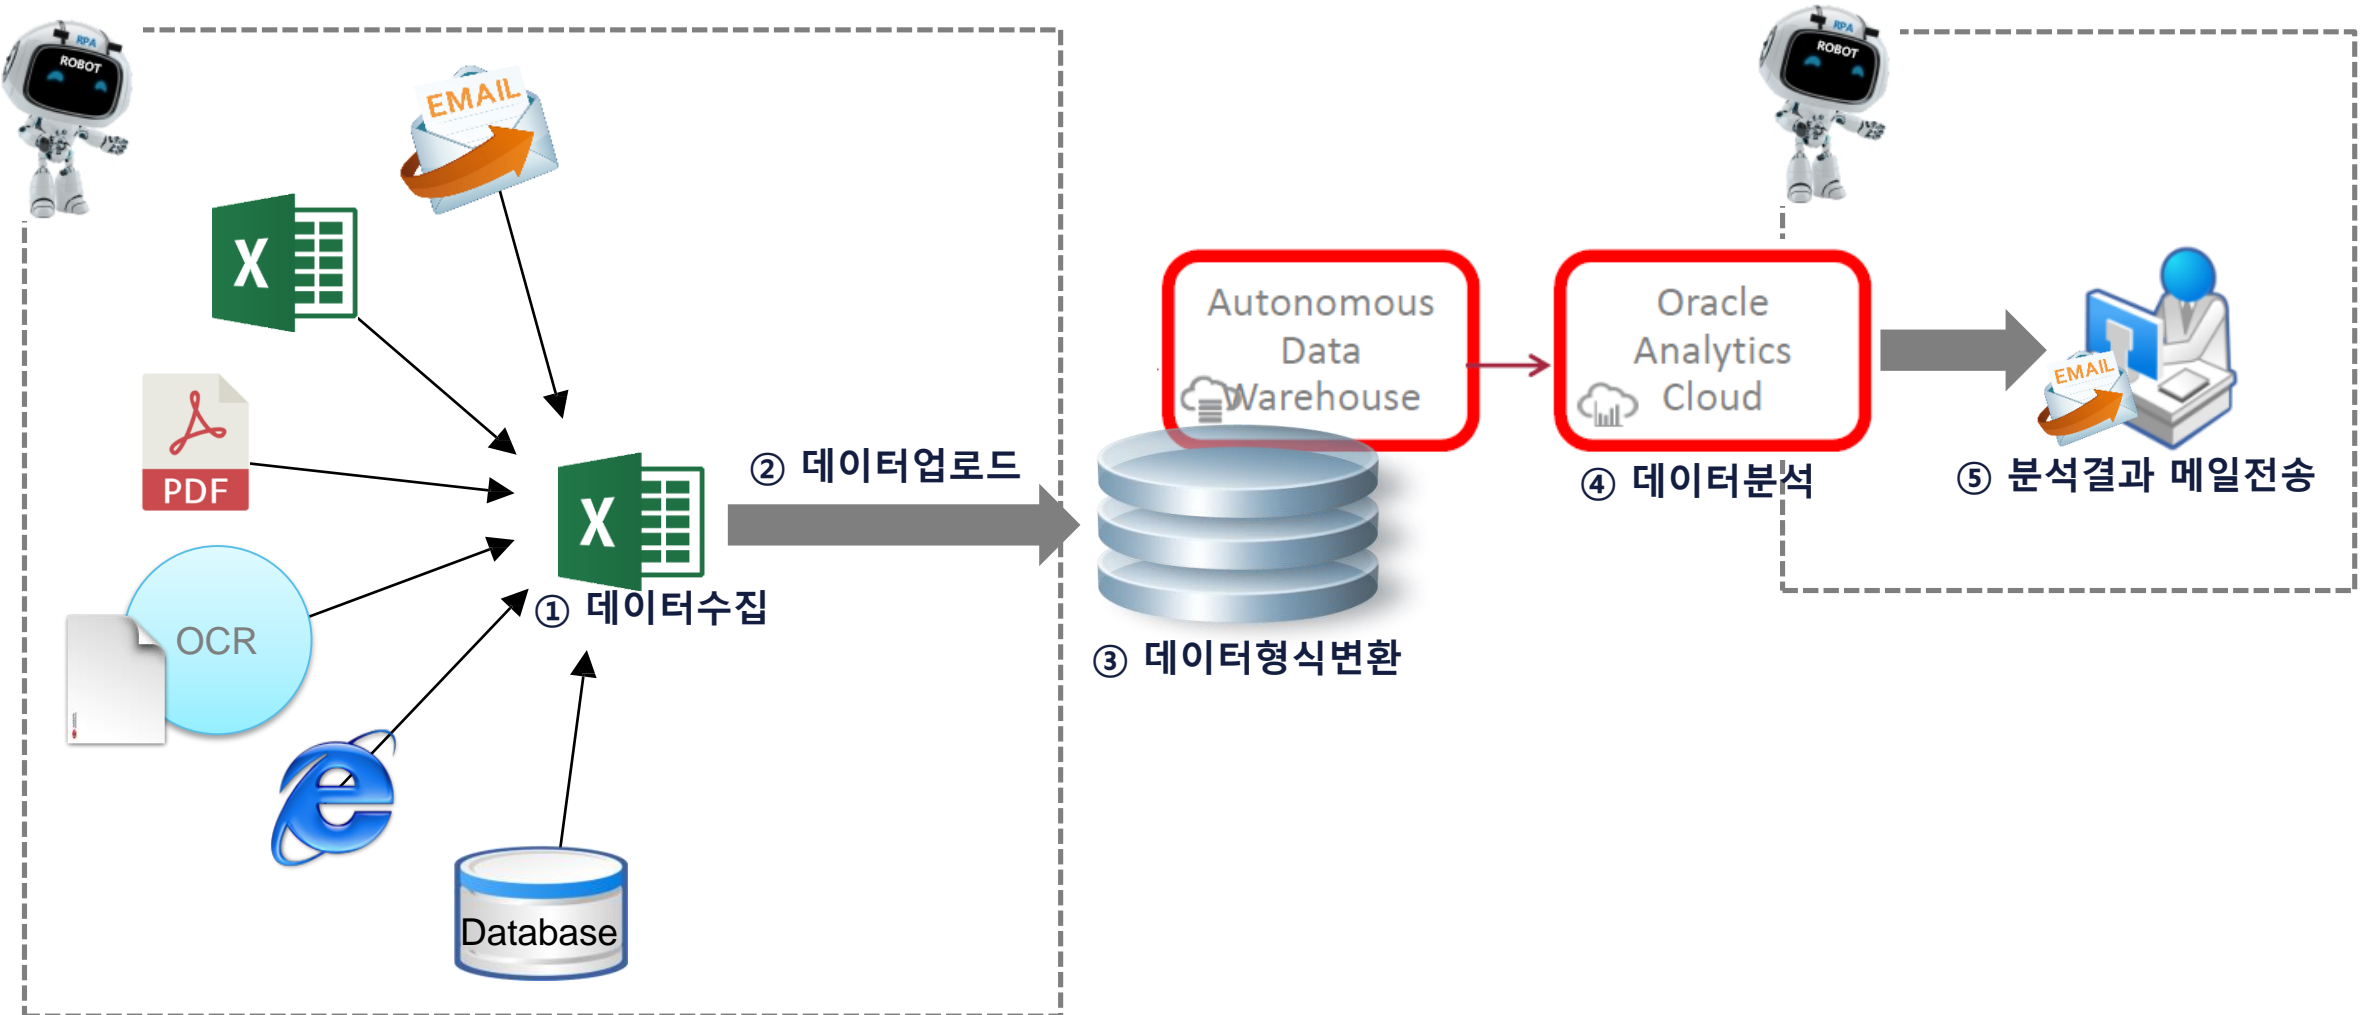 RPA
ROBOT
EMAIL
X
PDF
OCR
X
① 데이터수집
Database
② 데이터업로드
Autonomous
Data
Warehouse
③ 데이터형식변환
Oracle
Analytics
Cloud
④ 데이터분석
RPA
ROBOT
EMAIL
⑤ 분석결과 메일전송